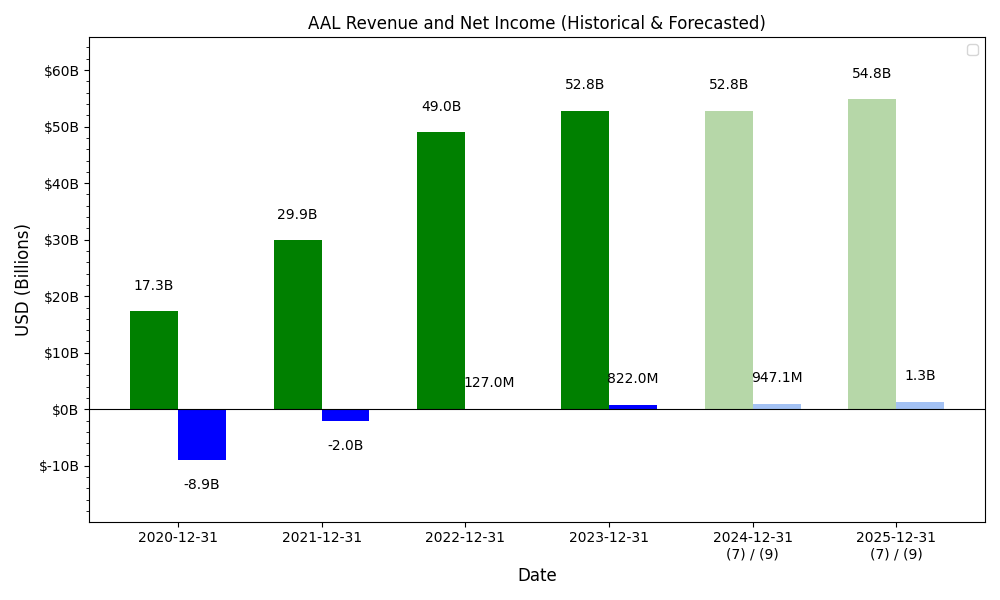 AAL Revenue and Net Income (Historical & Forecasted)
USD (Billions)
$60B
$50B
$40B
$30B
$20B
$10B
$0B
$-10B
17.3B
-8.9B
29.9B
-2.0B
49.0B
127.0M
52.8B
822.0M
52.8B
947.1M
54.8B
1.3B
2020-12-31
2021-12-31
2022-12-31
2023-12-31
2024-12-31
(7) / (9)
2025-12-31
(7) / (9)
Date